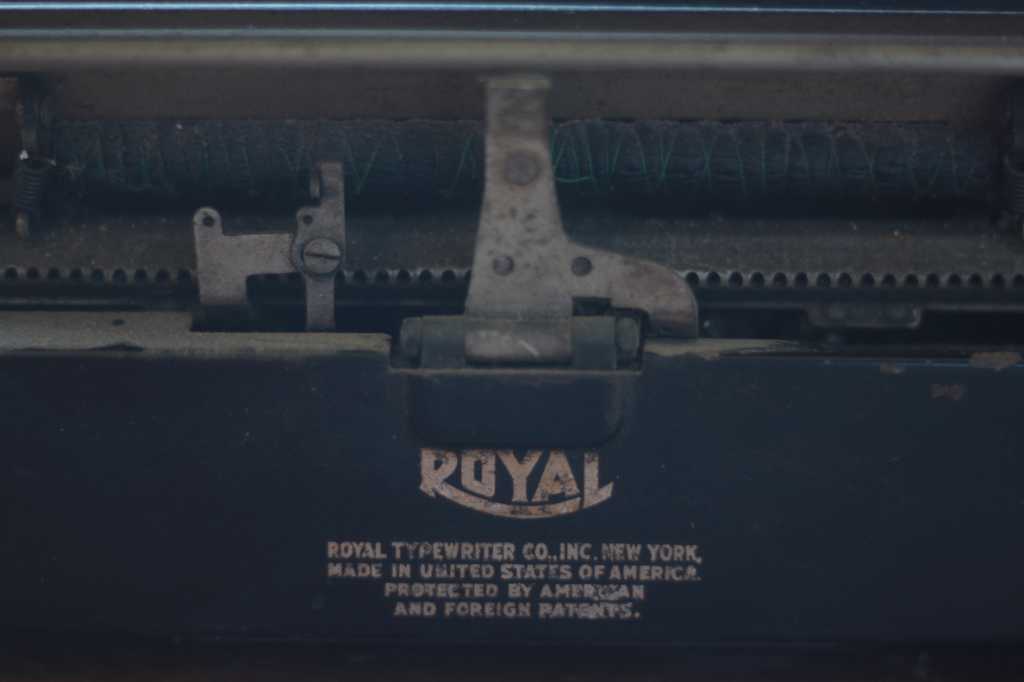 ROYAL
ROYAL TYPEWRITER CO., INC. NEW YORK,
MADE IN UNITED STATES OF AMERICA.
PROTECTED BY AMERICAN
AND FOREIGN PATENTS.